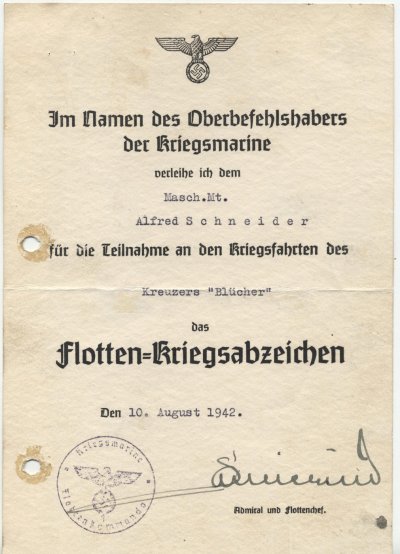 Im Namen des Oberbefehlshabers
der Kriegsmarine
verleihe ich dem
Masch.Mt.
Alfred Schneider
für die Teilnahme an den Kriegsfahrten des
Kreuzers "Blücher"
das
Flotten=Kriegsabzeichen
Den 10. August 1942.
Kriegsmarine
Flottenkommando
Admiral und Flottenchef.